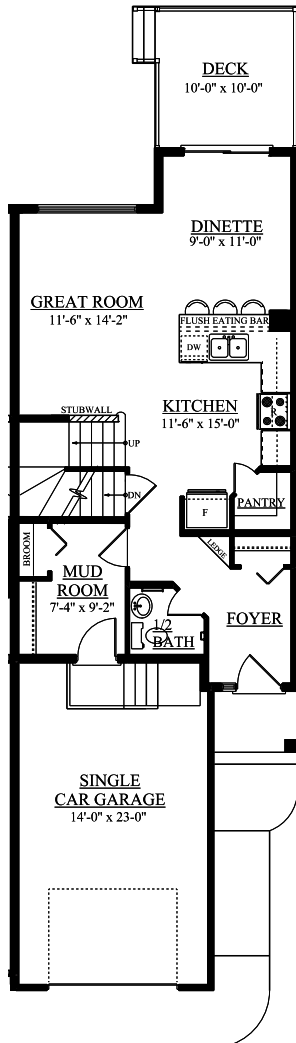 DECK
10'-0" x 10'-0"
DINETTE
9'-0" x 11'-0"
GREAT ROOM
11'-6" x 14'-2"
FLUSH EATING BAR
DW
KITCHEN
11'-6" x 15'-0"
R
STUBWALL
UP
DN
F
PANTRY
BROOM
LEDGE
MUD
ROOM
7'-4" x 9'-2"
FOYER
1/2
BATH
SINGLE
CAR GARAGE
14'-0" x 23-0"